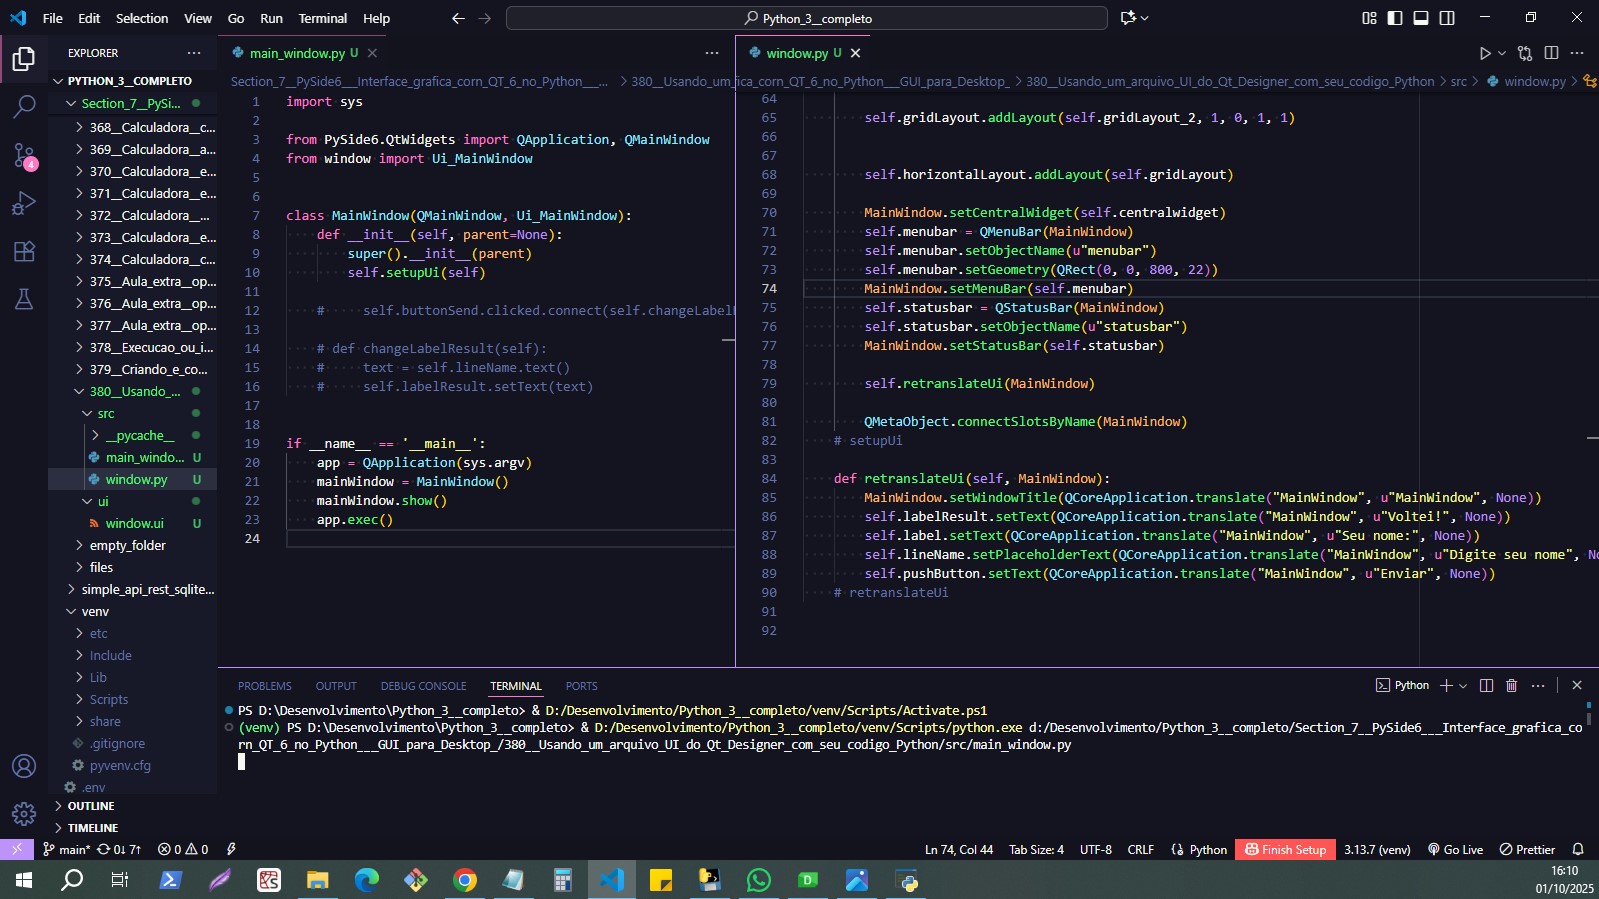 File Edit Selection View Go Run Terminal Help
Python_3__completo
EXPLORER
PYTHON_3__COMPLETO
Section_7__PySi...
368__Calculadora__c...
369__Calculadora__a...
370__Calculadora__e...
371__Calculadora__e...
372__Calculadora__...
373__Calculadora__e...
374__Calculadora__c...
375__Aula_extra__op...
376__Aula_extra__op...
377__Aula_extra__op...
378__Execucao_ou_i...
379__Criando_e_co...
380__Usando_...
src
__pycache__
main_windo... U
window.py U
ui
window.ui U
empty_folder
files
simple_api_rest_sqlite...
venv
etc
Include
Lib
Scripts
share
.gitignore
pyvenv.cfg
.env
OUTLINE
TIMELINE
4
main_window.py U
Section_7__PySide6___Interface_grafica_corn_QT_6_no_Python___...
380__Usando_um_
1 import sys
2
3 from PySide6.QtWidgets import QApplication, QMainWindow
4 from window import Ui_MainWindow
5
6
7 class MainWindow(QMainWindow, Ui_MainWindow):
8 def __init__(self, parent=None):
9 super().__init__(parent)
10 self.setupUi(self)
11
12 # self.buttonSend.clicked.connect(self.changeLabel
13
14 # def changeLabelResult(self):
15 # text = self.lineName.text()
16 # self.labelResult.setText(text)
17
18
19 if __name__ == '__main__':
20 app = QApplication(sys.argv)
21 mainWindow = MainWindow()
22 mainWindow.show()
23 app.exec()
24
window.py U
fica_corn_QT_6_no_Python___GUI_para_Desktop_ 380__Usando_um_arquivo_UI_do_Qt_Designer_com_seu_codigo_Python src window.py
64
65 self.gridLayout.addLayout(self.gridLayout_2, 1, 0, 1, 1)
66
67
68 self.horizontalLayout.addLayout(self.gridLayout)
69
70 MainWindow.setCentralWidget(self.centralwidget)
71 self.menubar = QMenuBar(MainWindow)
72 self.menubar.setObjectName(u"menubar")
73 self.menubar.setGeometry(QRect(0, 0, 800, 22))
74 MainWindow.setMenuBar(self.menubar)
75 self.statusbar = QStatusBar(MainWindow)
76 self.statusbar.setObjectName(u"statusbar")
77 MainWindow.setStatusBar(self.statusbar)
78
79 self.retranslateUi(MainWindow)
80
81 QMetaObject.connectSlotsByName(MainWindow)
82 # setupUi
83
84 def retranslateUi(self, MainWindow):
85 MainWindow.setWindowTitle(QCoreApplication.translate("MainWindow", u"MainWindow", None))
86 self.labelResult.setText(QCoreApplication.translate("MainWindow", u"Voltei!", None))
87 self.label.setText(QCoreApplication.translate("MainWindow", u"Seu nome:", None))
88 self.lineName.setPlaceholderText(QCoreApplication.translate("MainWindow", u"Digite seu nome", No
89 self.pushButton.setText(QCoreApplication.translate("MainWindow", u"Enviar", None))
90 # retranslateUi
91
92
PROBLEMS OUTPUT DEBUG CONSOLE TERMINAL PORTS
Python
PS D:\Desenvolvimento\Python_3__completo> & D:/Desenvolvimento/Python_3__completo/venv/Scripts/Activate.ps1
(venv) PS D:\Desenvolvimento\Python_3__completo> & D:/Desenvolvimento/Python_3__completo/venv/Scripts/python.exe d:/Desenvolvimento/Python_3__completo/Section_7__PySide6___Interface_grafica_co
rn_QT_6_no_Python___GUI_para_Desktop_/380__Usando_um_arquivo_UI_do_Qt_Designer_com_seu_codigo_Python/src/main_window.py
main* 0↓ 7↑ 0 0
Ln 74, Col 44 Tab Size: 4 UTF-8 CRLF Python Finish Setup 3.13.7 (venv) Go Live Prettier
16:10
01/10/2025